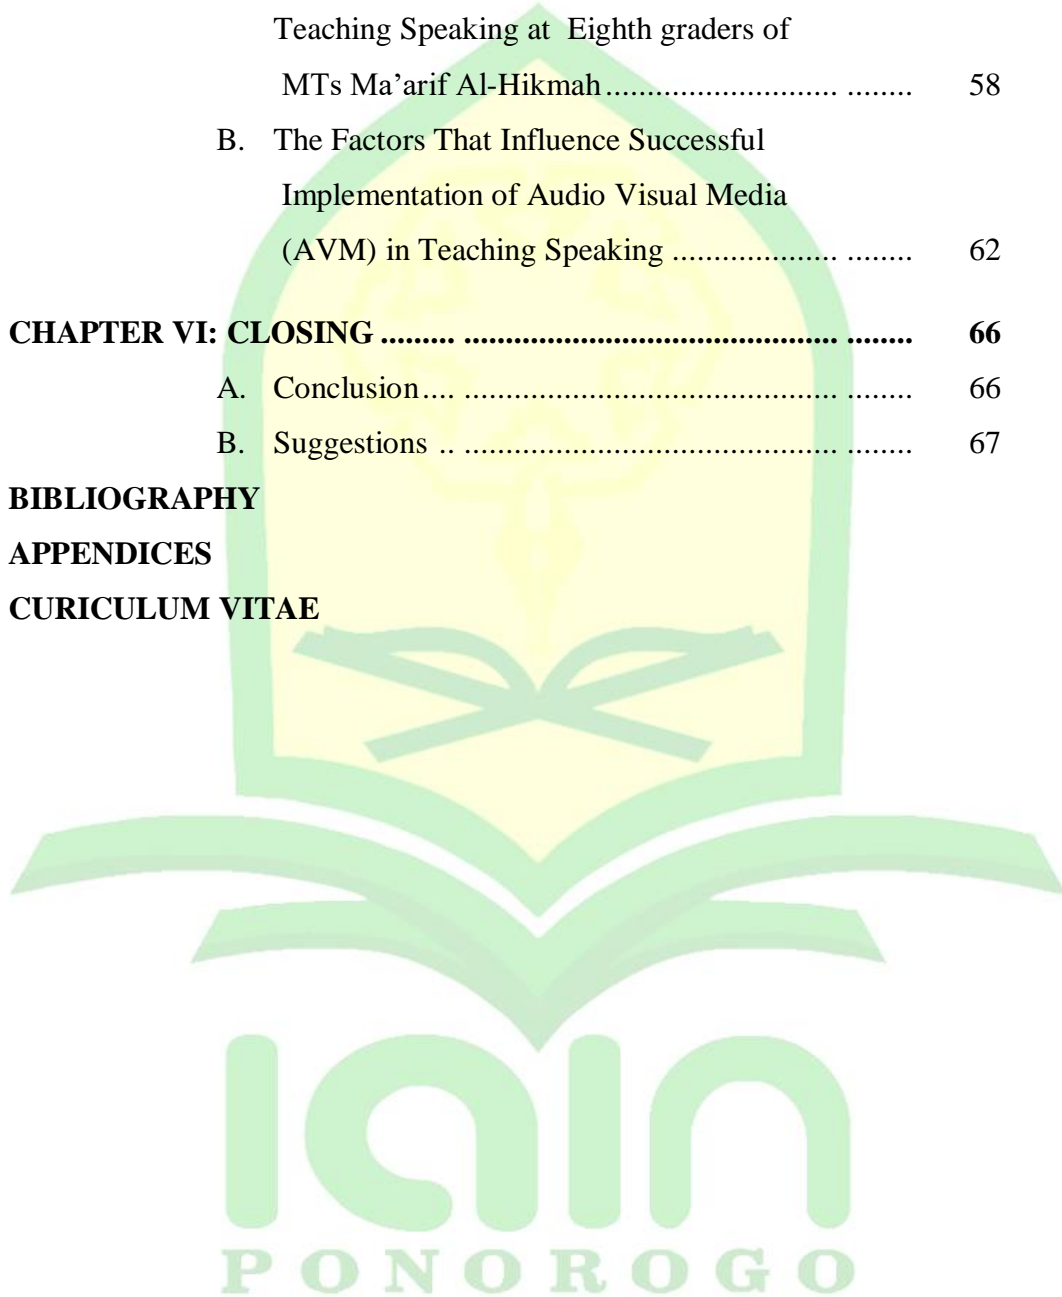 Teaching Speaking at  Eighth graders of
MTs Ma’arif Al-Hikmah............................ ........ 58
B. The Factors That Influence Successful
Implementation of Audio Visual Media
(AVM) in Teaching Speaking .................... ........ 62
CHAPTER VI: CLOSING ......... ............................................. ........ 66
A. Conclusion.... ............................................. ........ 66
B. Suggestions .. ............................................. ........ 67
BIBLIOGRAPHY
APPENDICES
CURICULUM VITAE
iain
PONOROGO